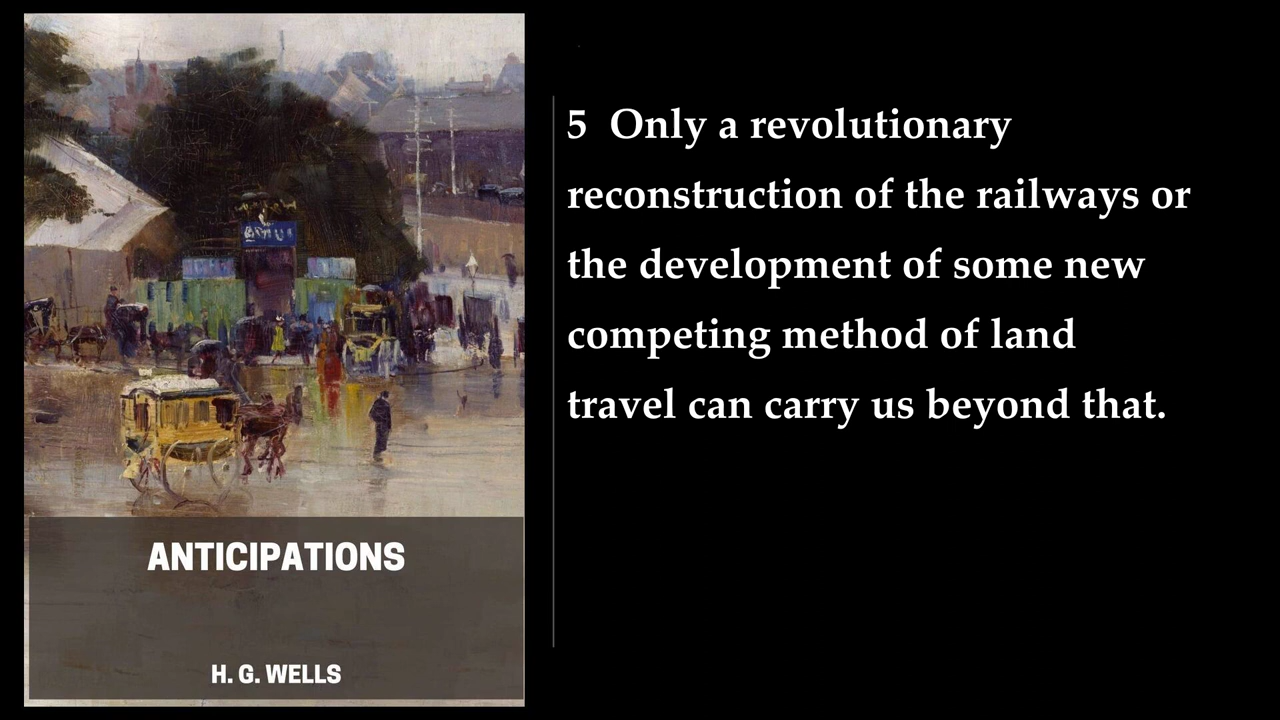 5 Only a revolutionary
reconstruction of the railways or
the development of some new
competing method of land
travel can carry us beyond that.
ANTICIPATIONS
H. G. WELLS